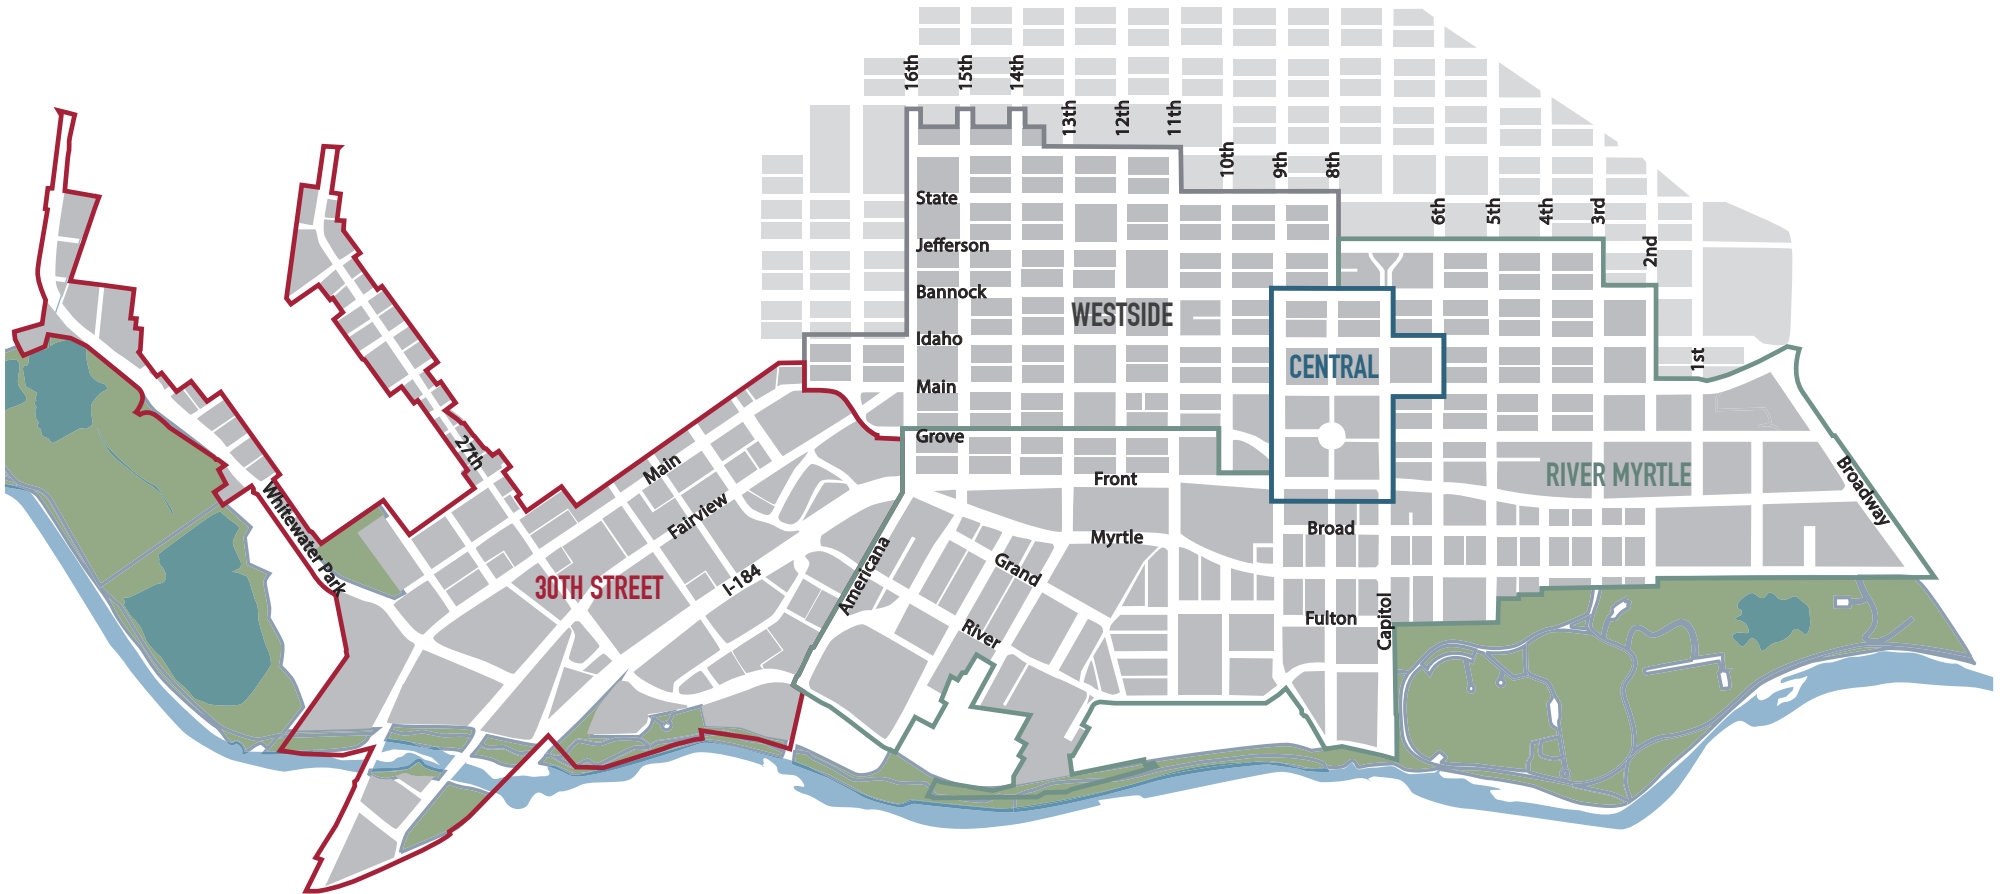 16th
15th
14th
13th
12th
11th
10th
9th
8th
6th
5th
4th
3rd
2nd
1st
State
Jefferson
Bannock
Idaho
Main
Grove
WESTSIDE
CENTRAL
RIVER MYRTLE
30TH STREET
27th
Main
Fairview
I-184
Whitewater Park
Americana
Front
Myrtle
Grand
River
Broad
Fulton
Capitol
Broadway